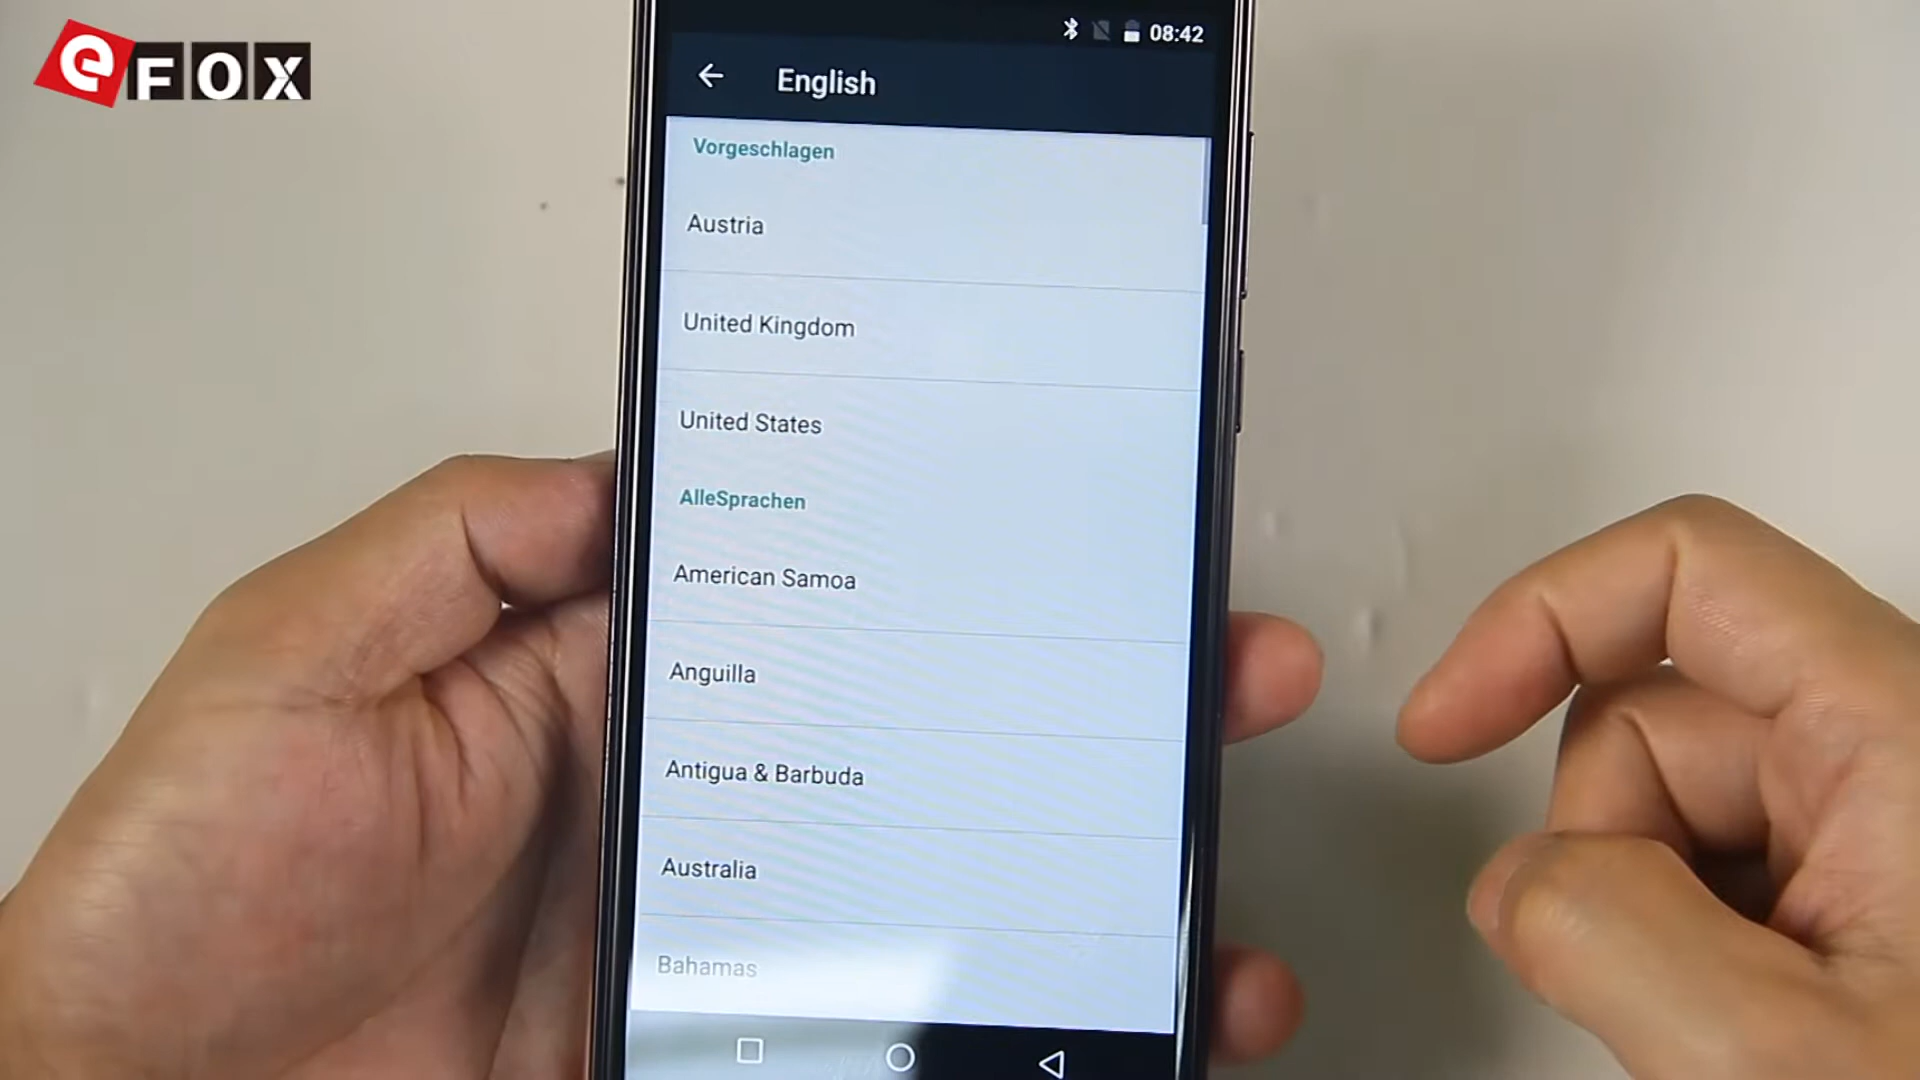 eFOX
08:42
English
Vorgeschlagen
Austria
United Kingdom
United States
AlleSprachen
American Samoa
Anguilla
Antigua & Barbuda
Australia
Bahamas